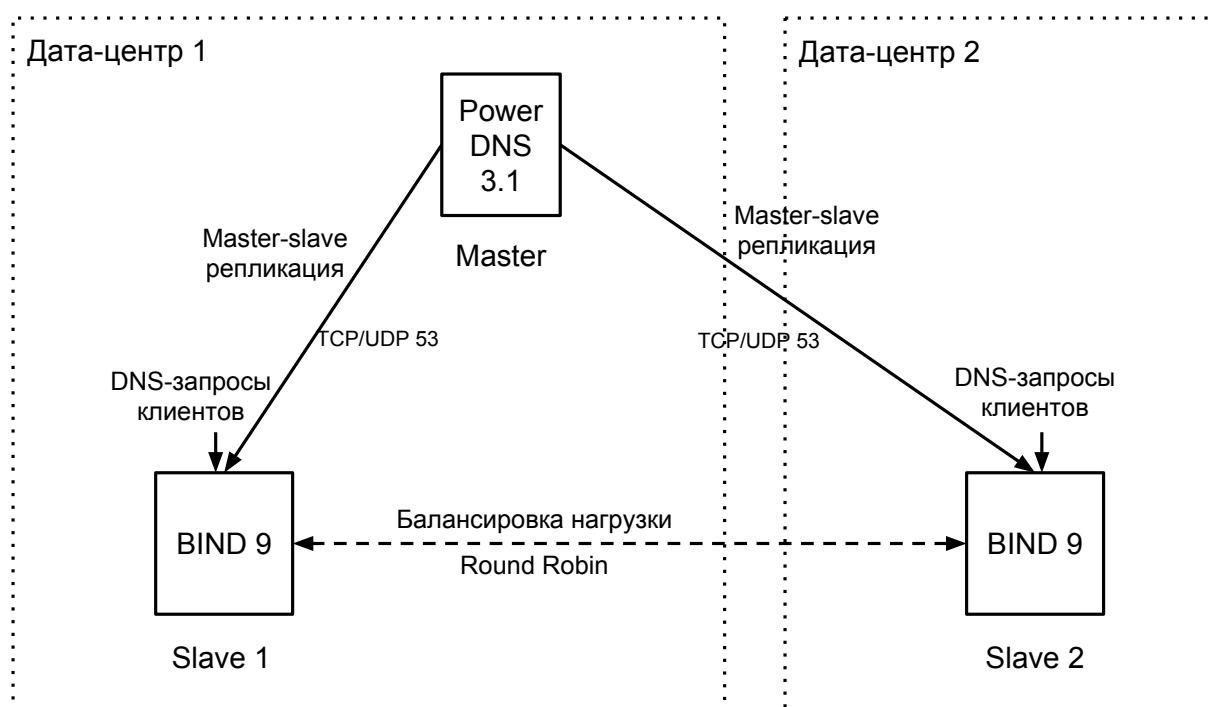 Дата-центр 1
Дата-центр 2
Power
DNS
3.1
Master
Master-slave
репликация
Master-slave
репликация
TCP/UDP 53
TCP/UDP 53
DNS-запросы
клиентов
DNS-запросы
клиентов
BIND 9
Балансировка нагрузки
Round Robin
BIND 9
Slave 1
Slave 2